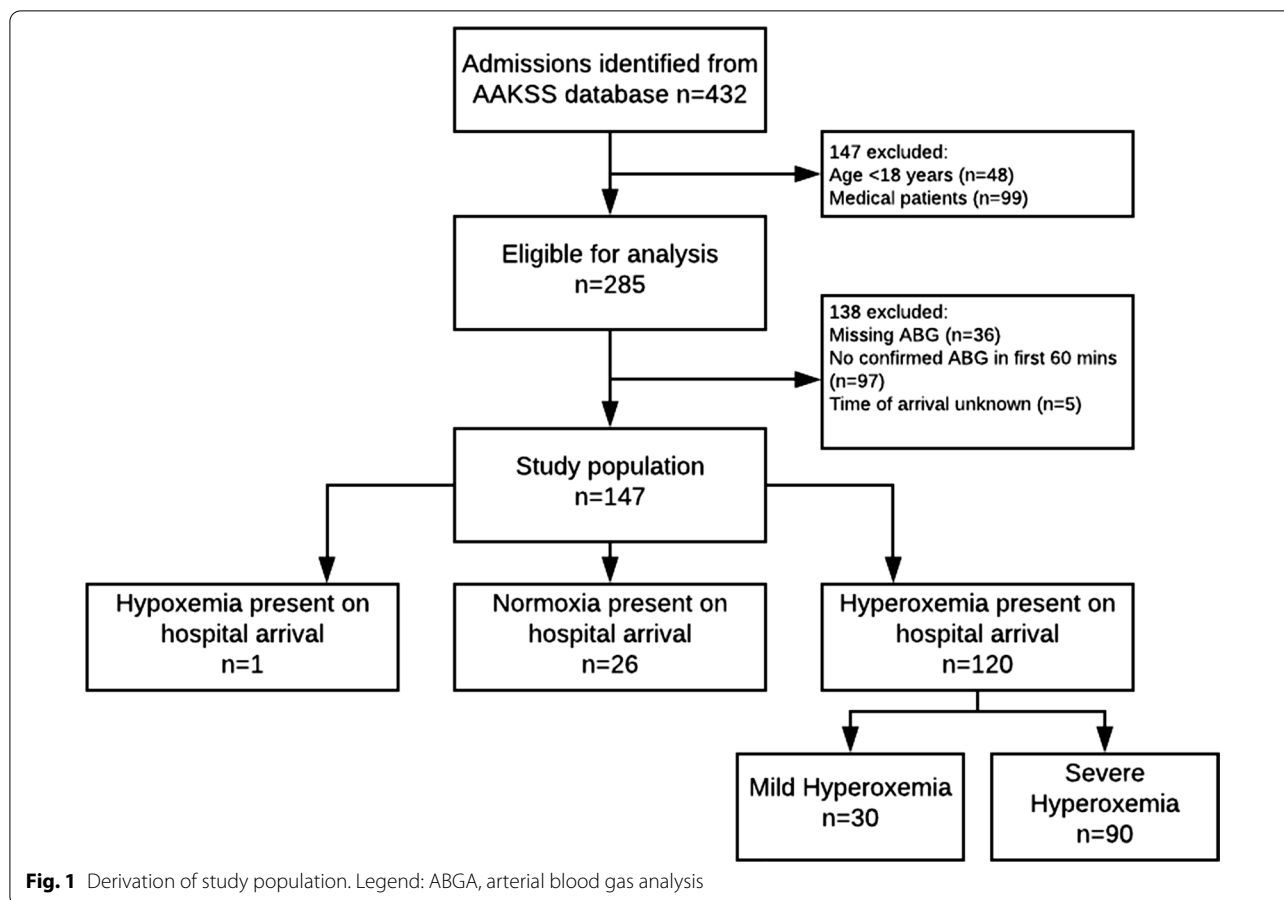 Admissions identified from
AAKSS database n=432
147 excluded:
Age <18 years (n=48)
Medical patients (n=99)
Eligible for analysis
n=285
138 excluded:
Missing ABG (n=36)
No confirmed ABG in first 60 mins
(n=97)
Time of arrival unknown (n=5)
Study population
n=147
Hypoxemia present on
hospital arrival
n=1
Normoxia present on
hospital arrival
n=26
Hyperoxemia present on
hospital arrival
n=120
Mild Hyperoxemia
n=30
Severe
Hyperoxemia
n=90
Fig. 1 Derivation of study population. Legend: ABGA, arterial blood gas analysis